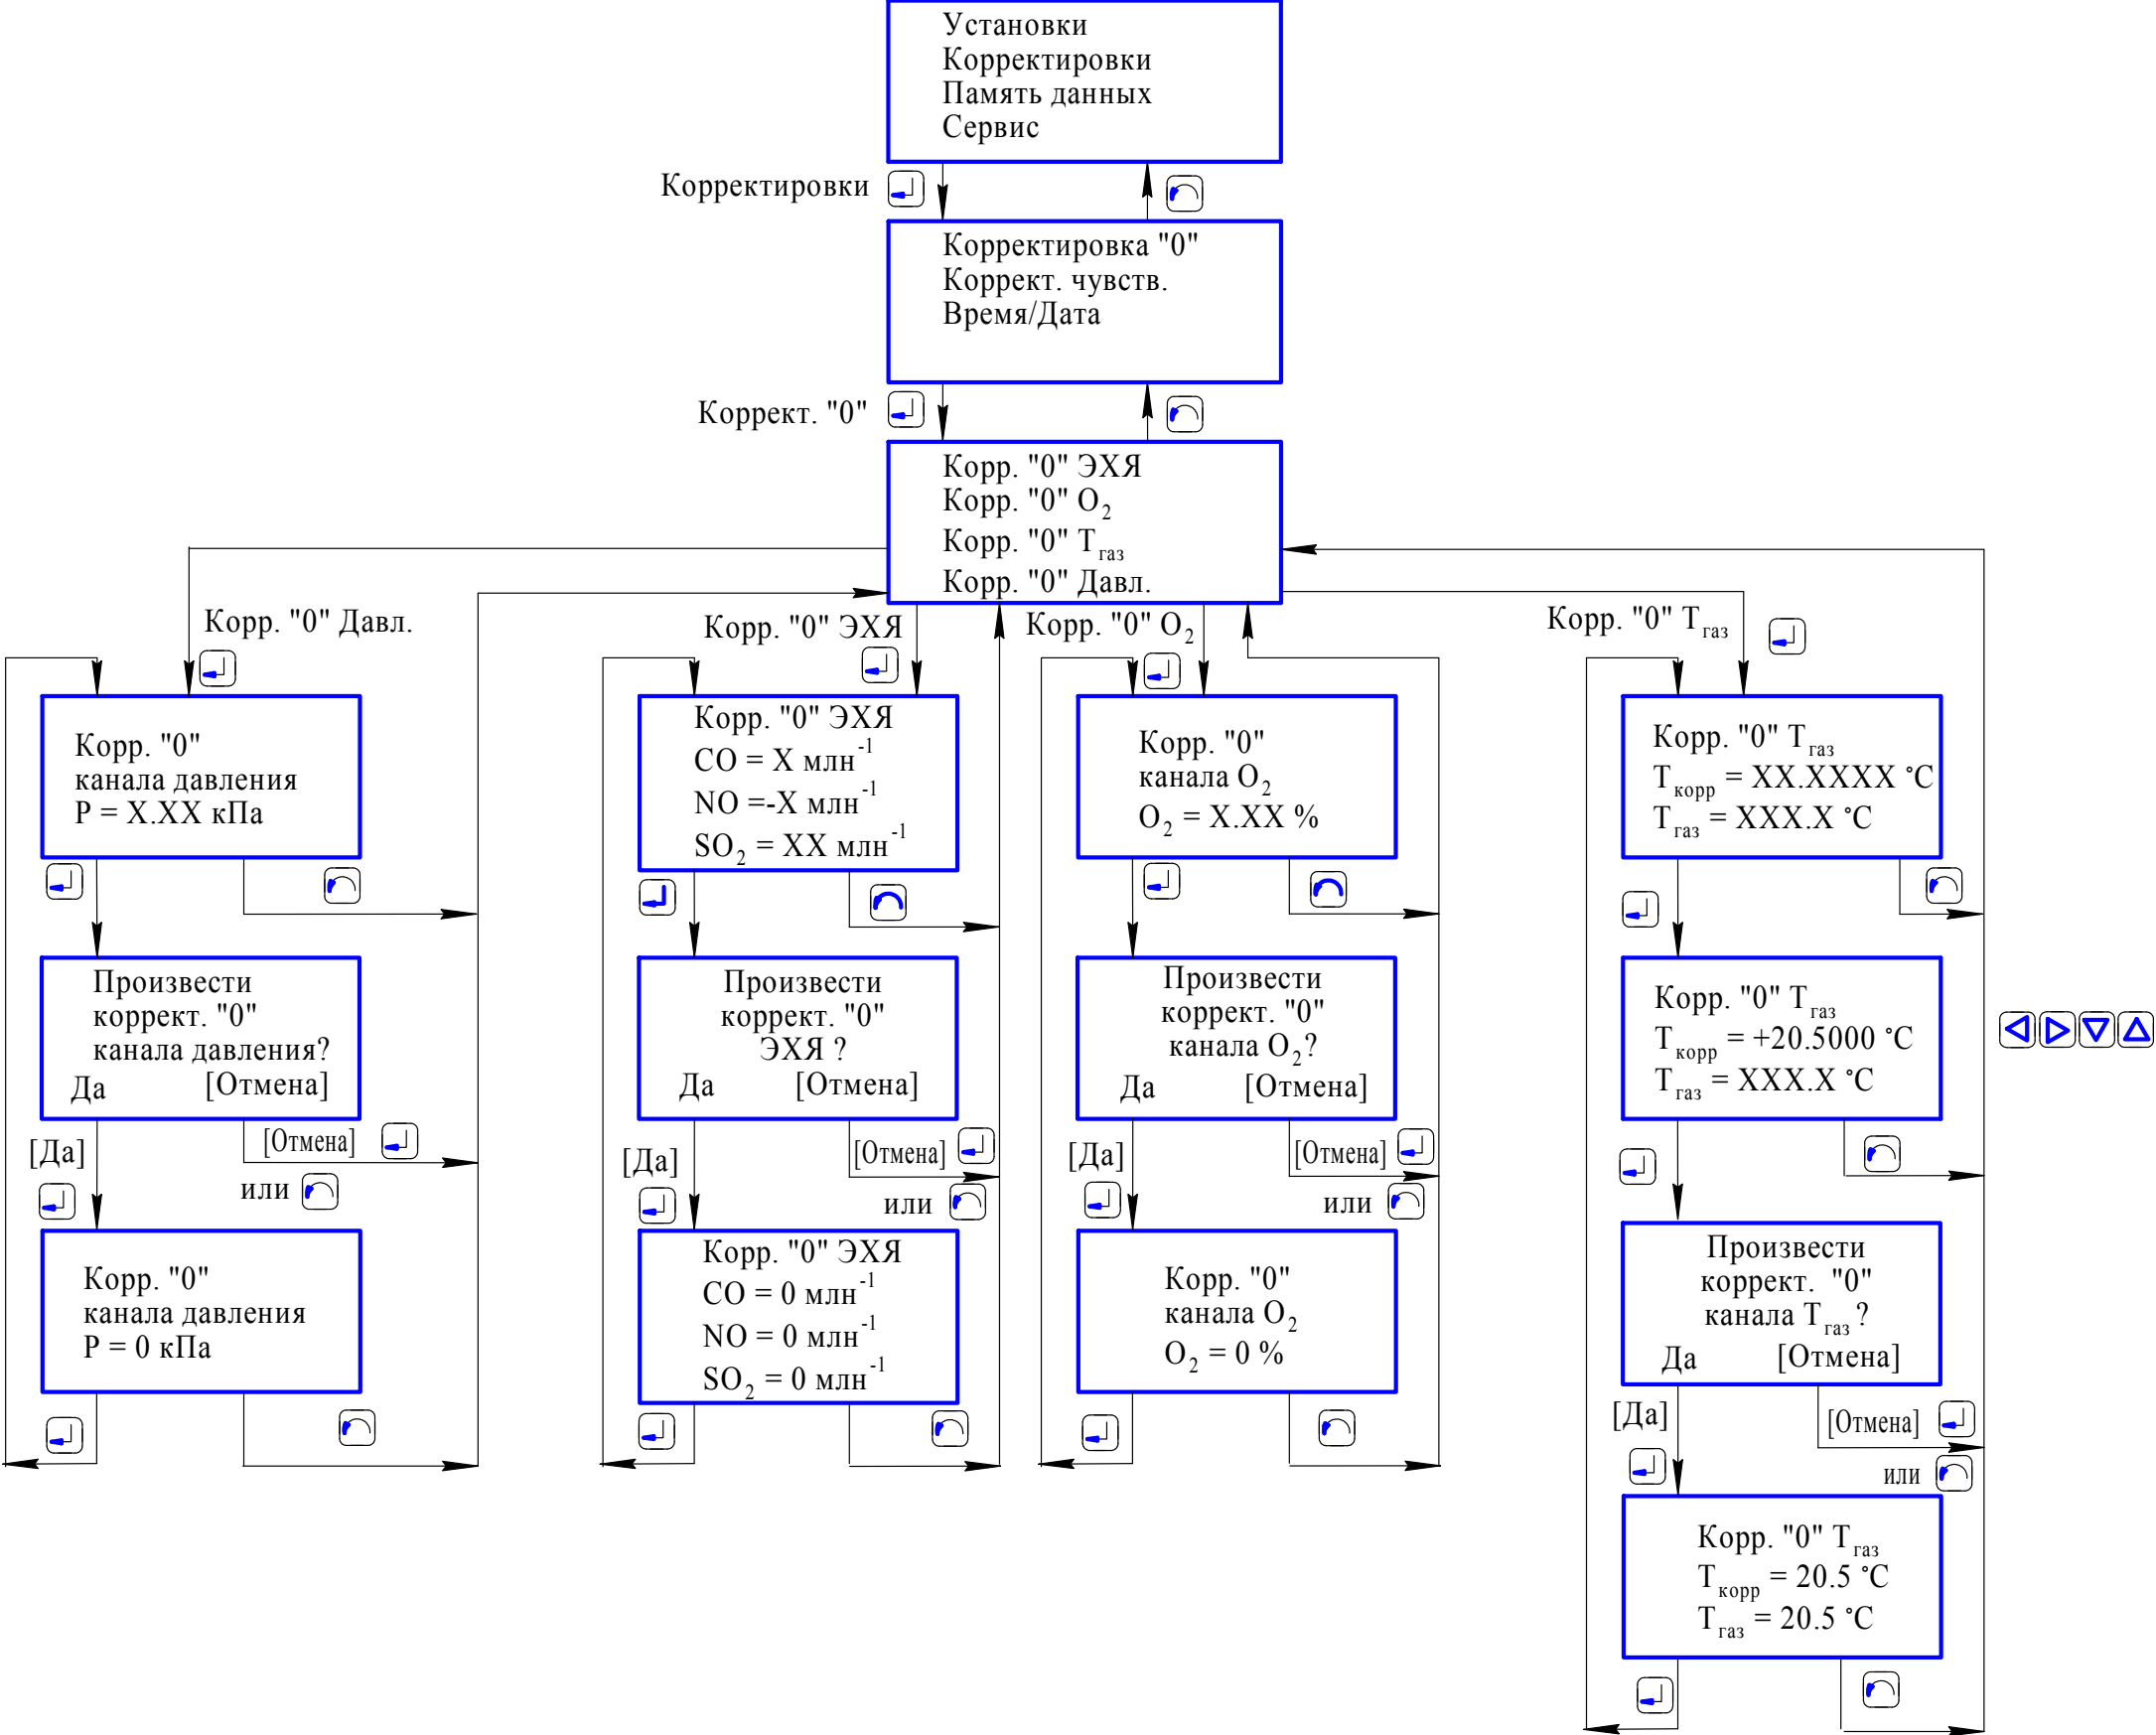 Установки
Корректировки
Память данных
Сервис
Корректировки
Корректировка "0"
Коррект. чувств.
Время/Дата
Коррект. "0"
Корр. "0" ЭХЯ
Корр. "0" O₂
Корр. "0" Tгаз
Корр. "0" Давл.
Корр. "0" Давл.
Корр. "0"
канала давления
P = X.XX кПа
Произвести
коррект. "0"
канала давления?
Да [Отмена]
[Отмена]
[Да]
или
Корр. "0"
канала давления
P = 0 кПа
Корр. "0" ЭХЯ
Корр. "0" ЭХЯ
CO = X млн⁻¹
NO =-X млн⁻¹
SO₂ = XX млн⁻¹
Произвести
коррект. "0"
ЭХЯ ?
Да [Отмена]
[Отмена]
[Да]
или
Корр. "0" ЭХЯ
CO = 0 млн⁻¹
NO = 0 млн⁻¹
SO₂ = 0 млн⁻¹
Корр. "0" O₂
Корр. "0"
канала O₂
O₂ = X.XX %
Произвести
коррект. "0"
канала O₂?
Да [Отмена]
[Отмена]
[Да]
или
Корр. "0"
канала O₂
O₂ = 0 %
Корр. "0" Tгаз
Корр. "0" Tгаз
Tкорр = XX.XXXX °C
Tгаз = XXX.X °C
Корр. "0" Tгаз
Tкорр = +20.5000 °C
Tгаз = XXX.X °C
Произвести
коррект. "0"
канала Tгаз ?
Да [Отмена]
[Да]
[Отмена]
или
Корр. "0" Tгаз
Tкорр = 20.5 °C
Tгаз = 20.5 °C